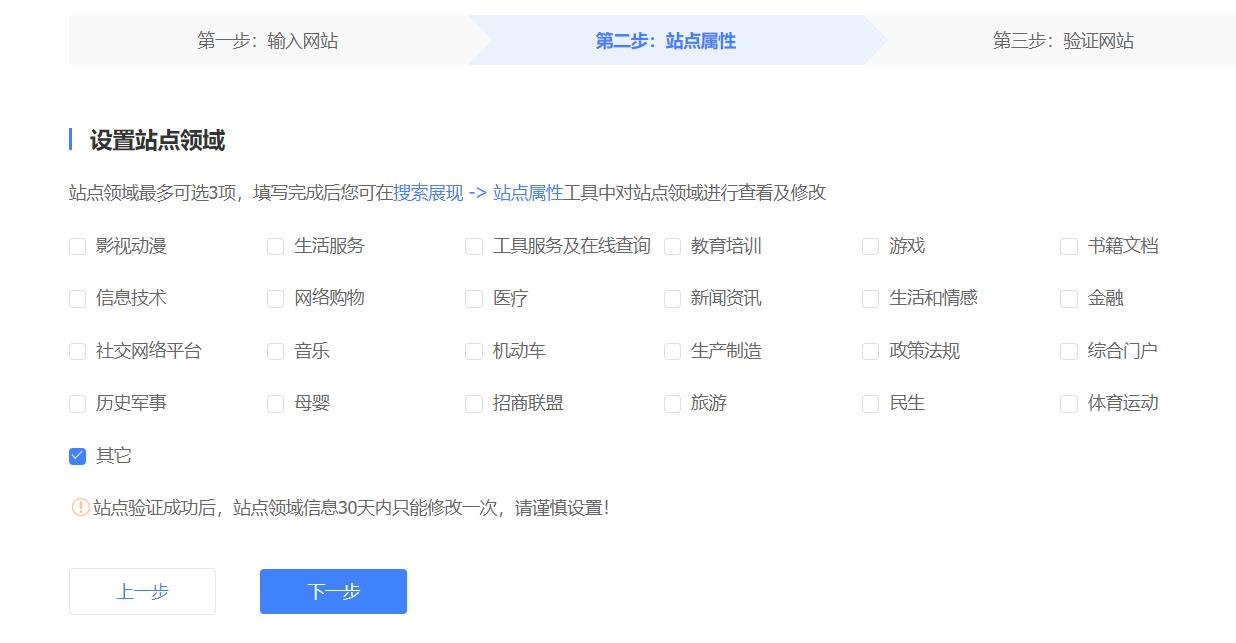 第一步：输入网站 第二步：站点属性 第三步：验证网站
设置站点领域
站点领域最多可选3项，填写完成后您可在搜索展现 -> 站点属性工具中对站点领域进行查看及修改
影视动漫 生活服务 工具服务及在线查询 教育培训 游戏 书籍文档
信息技术 网络购物 医疗 新闻资讯 生活和情感 金融
社交网络平台 音乐 机动车 生产制造 政策法规 综合门户
历史军事 母婴 招商联盟 旅游 民生 体育运动
其它
站点验证成功后，站点领域信息30天内只能修改一次，请谨慎设置！
上一步 下一步